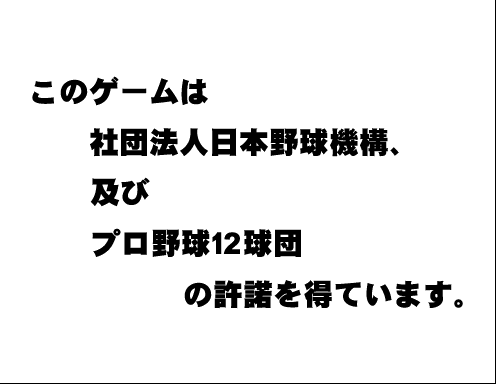 このゲームは
社団法人日本野球機構、
及び
プロ野球12球団
の許諾を得ています。